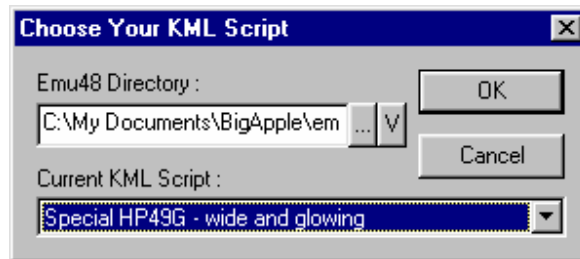 Choose Your KML Script
Emu48 Directory :
OK
C:\My Documents\BigApple\em
... V
Cancel
Current KML Script :
Special HP49G - wide and glowing